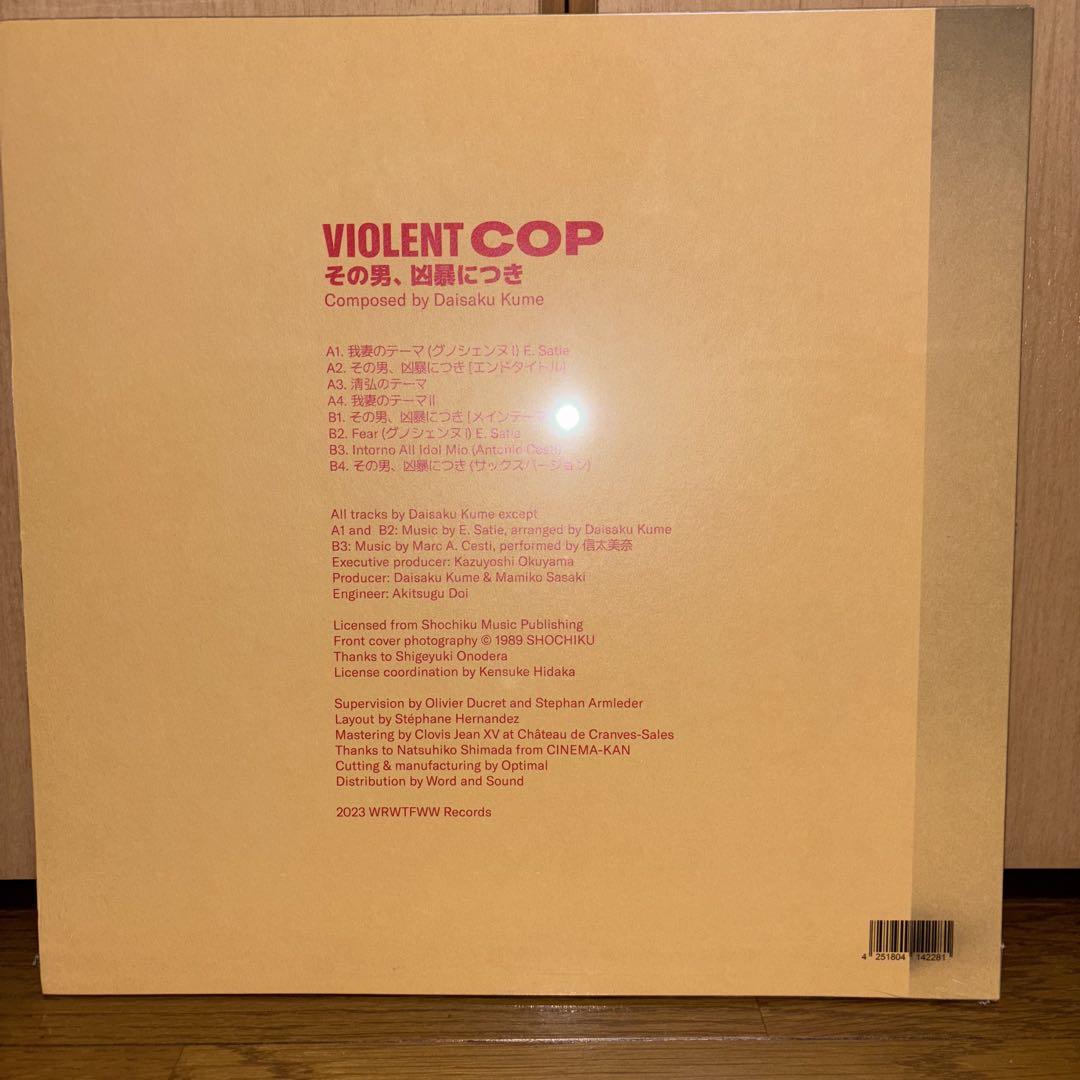 VIOLENT COP
その男、凶暴につき
Composed by Daisaku Kume
A1. 我妻のテーマ (グノシェンヌ I) E. Satie
A2. その男、凶暴につき [エンドタイトル]
A3. 清弘のテーマ
A4. 我妻のテーマ II
B1. その男、凶暴につき [メインテーマ
B2. Fear (グノシェンヌ I) E. Satie
B3. Intorno All Idol Mio (Antonio Cesti)
B4. その男、凶暴につき (サックスバージョン)
All tracks by Daisaku Kume except
A1 and B2: Music by E. Satie, arranged by Daisaku Kume
B3: Music by Marc A. Cesti, performed by 信太美奈
Executive producer: Kazuyoshi Okuyama
Producer: Daisaku Kume & Mamiko Sasaki
Engineer: Akitsugu Doi
Licensed from Shochiku Music Publishing
Front cover photography © 1989 SHOCHIKU
Thanks to Shigeyuki Onodera
License coordination by Kensuke Hidaka
Supervision by Olivier Ducret and Stephan Armleder
Layout by Stéphane Hernandez
Mastering by Clovis Jean XV at Château de Cranves-Sales
Thanks to Natsuhiko Shimada from CINEMA-KAN
Cutting & manufacturing by Optimal
Distribution by Word and Sound
2023 WRWTFWW Records
4 251804 142281